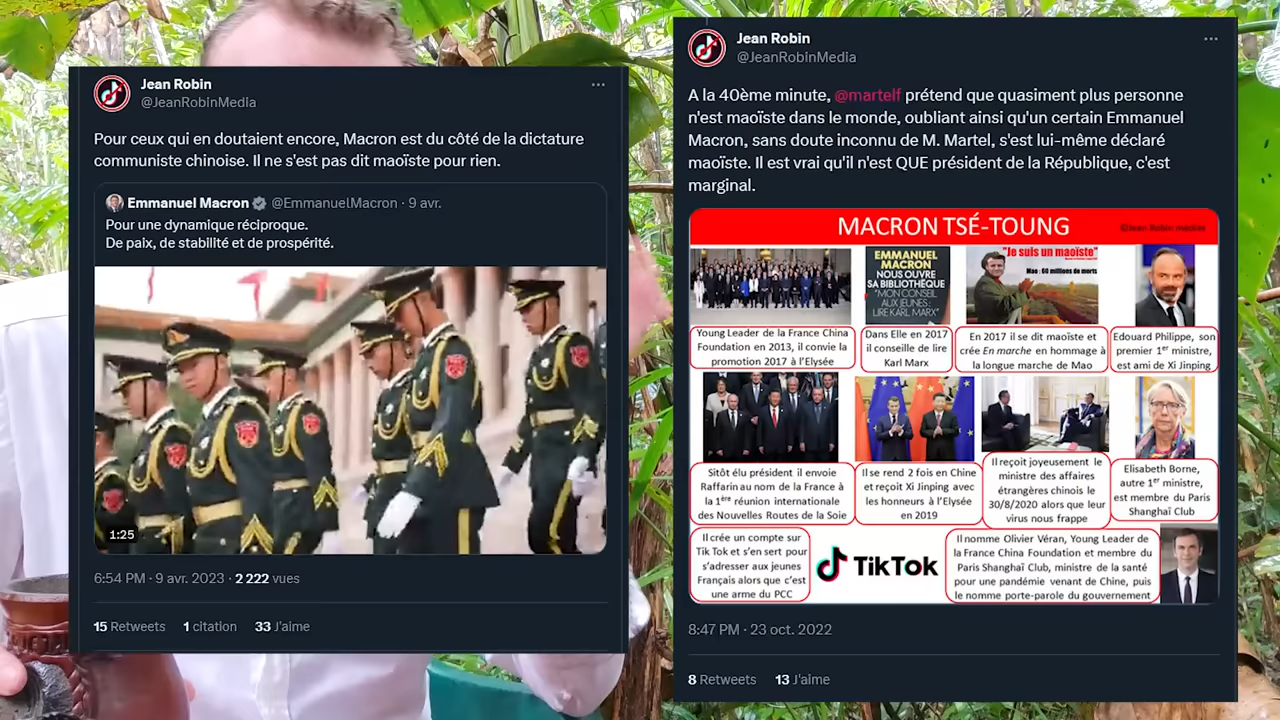 Jean Robin
@JeanRobinMedia
Pour ceux qui en doutaient encore, Macron est du côté de la dictature
communiste chinoise. Il ne s'est pas dit maoïste pour rien.
Emmanuel Macron @EmmanuelMacron · 9 avr.
Pour une dynamique réciproque.
De paix, de stabilité et de prospérité.
1:25
6:54 PM · 9 avr. 2023 · 2 222 vues
15 Retweets 1 citation 33 J'aime
Jean Robin
@JeanRobinMedia
A la 40ème minute, @martelf prétend que quasiment plus personne
n'est maoïste dans le monde, oubliant ainsi qu'un certain Emmanuel
Macron, sans doute inconnu de M. Martel, s'est lui-même déclaré
maoïste. Il est vrai qu'il n'est QUE président de la République, c'est
marginal.
MACRON TSÉ-TOUNG
©Jean Robin média
EMMANUEL
MACRON
NOUS OUVRE
SA BIBLIOTHÈQUE
"MON CONSEIL
AUX JEUNES:
LIRE KARL MARX"
"Je suis un maoïste"
Mao : 60 millions de morts
Young Leader de la France China
Foundation en 2013, il convie la
promotion 2017 à l'Elysée
Dans Elle en 2017
il conseille de lire
Karl Marx
En 2017 il se dit maoïste et
crée En marche en hommage à
la longue marche de Mao
Edouard Philippe, son
premier 1er ministre,
est ami de Xi Jinping
Sitôt élu président il envoie
Raffarin au nom de la France à
la 1ère réunion internationale
des Nouvelles Routes de la Soie
Il se rend 2 fois en Chine
et reçoit Xi Jinping avec
les honneurs à l'Elysée
en 2019
Il reçoit joyeusement le
ministre des affaires
étrangères chinois le
30/8/2020 alors que leur
virus nous frappe
Elisabeth Borne,
autre 1er ministre,
est membre du Paris
Shanghaï Club
Il crée un compte sur
Tik Tok et s'en sert pour
s'adresser aux jeunes
Français alors que c'est
une arme du PCC
TikTok
Il nomme Olivier Véran, Young Leader de
la France China Foundation et membre du
Paris Shanghaï Club, ministre de la santé
pour une pandémie venant de Chine, puis
le nomme porte-parole du gouvernement
8:47 PM · 23 oct. 2022
8 Retweets 13 J'aime